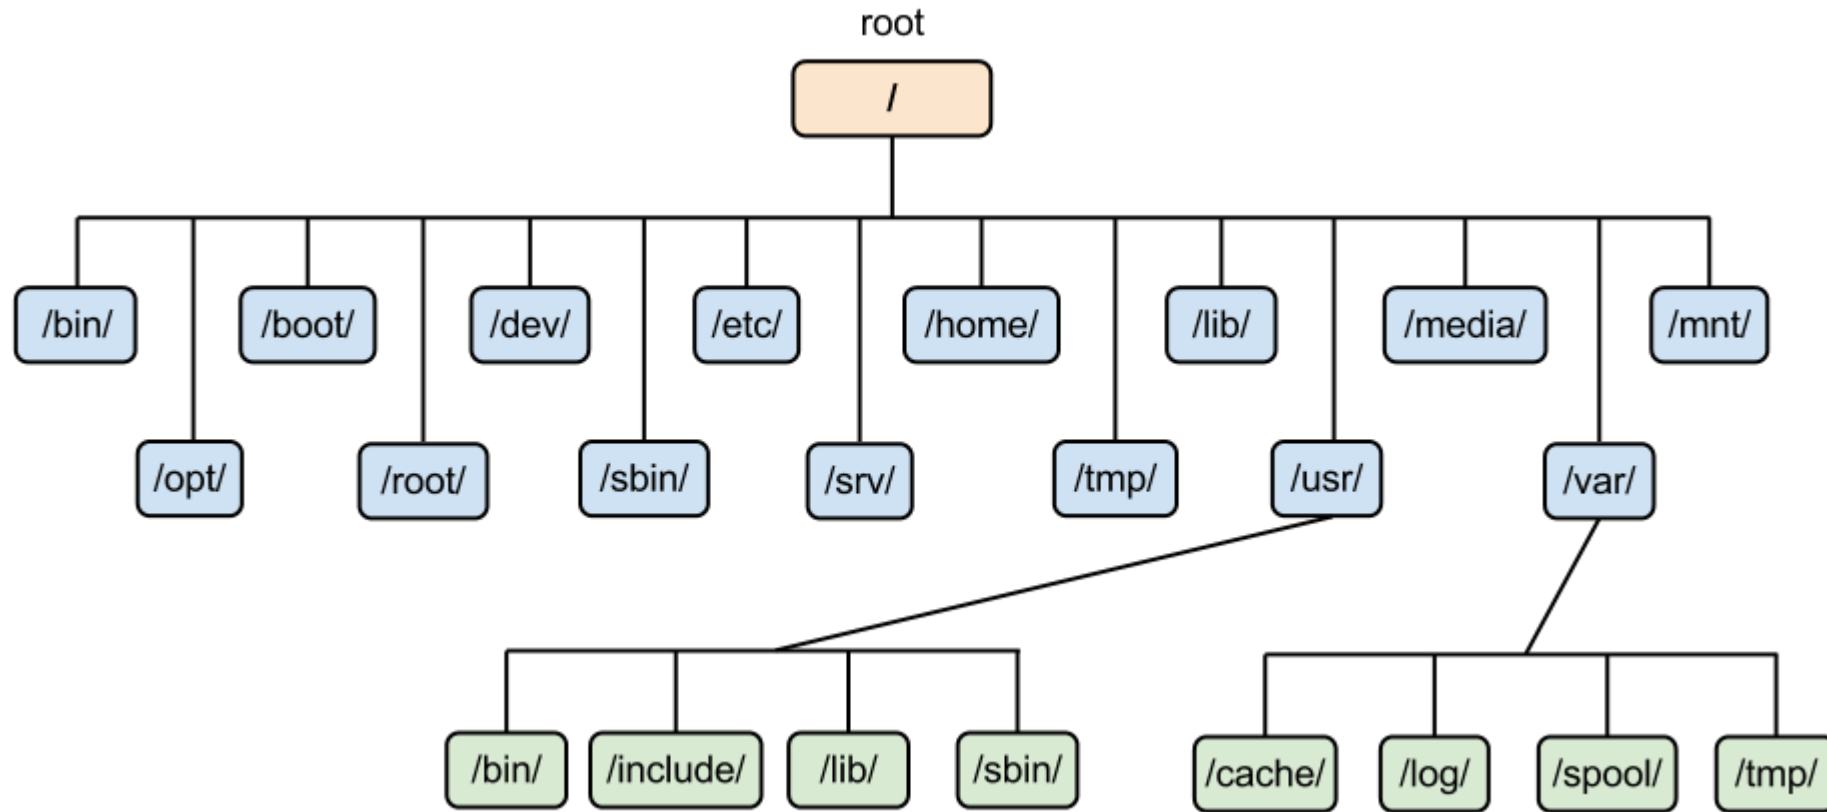 root
/
/bin/
/boot/
/dev/
/etc/
/home/
/lib/
/media/
/mnt/
/opt/
/root/
/sbin/
/srv/
/tmp/
/usr/
/var/
/bin/
/include/
/lib/
/sbin/
/cache/
/log/
/spool/
/tmp/